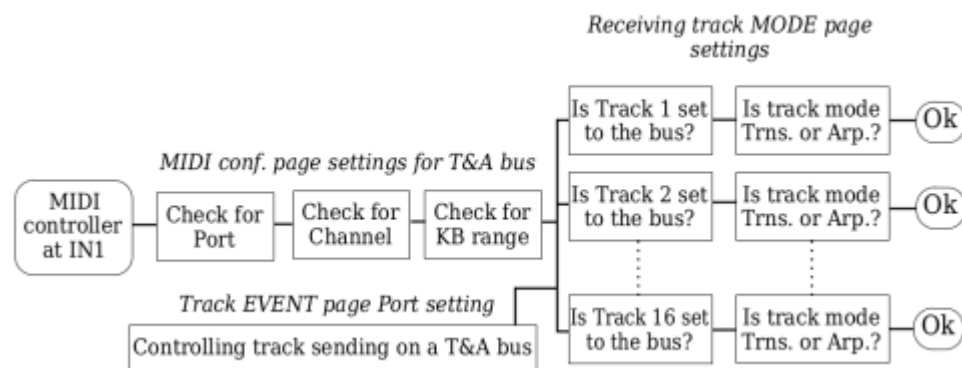 Receiving track MODE page
settings
Is Track 1 set
to the bus?
Is track mode
Trns. or Arp.?
Ok
MIDI conf. page settings for T&A bus
MIDI
controller
at IN1
Check for
Port
Check for
Channel
Check for
KB range
Is Track 2 set
to the bus?
Is track mode
Trns. or Arp.?
Ok
Track EVENT page Port setting
Controlling track sending on a T&A bus
Is Track 16 set
to the bus?
Is track mode
Trns. or Arp.?
Ok